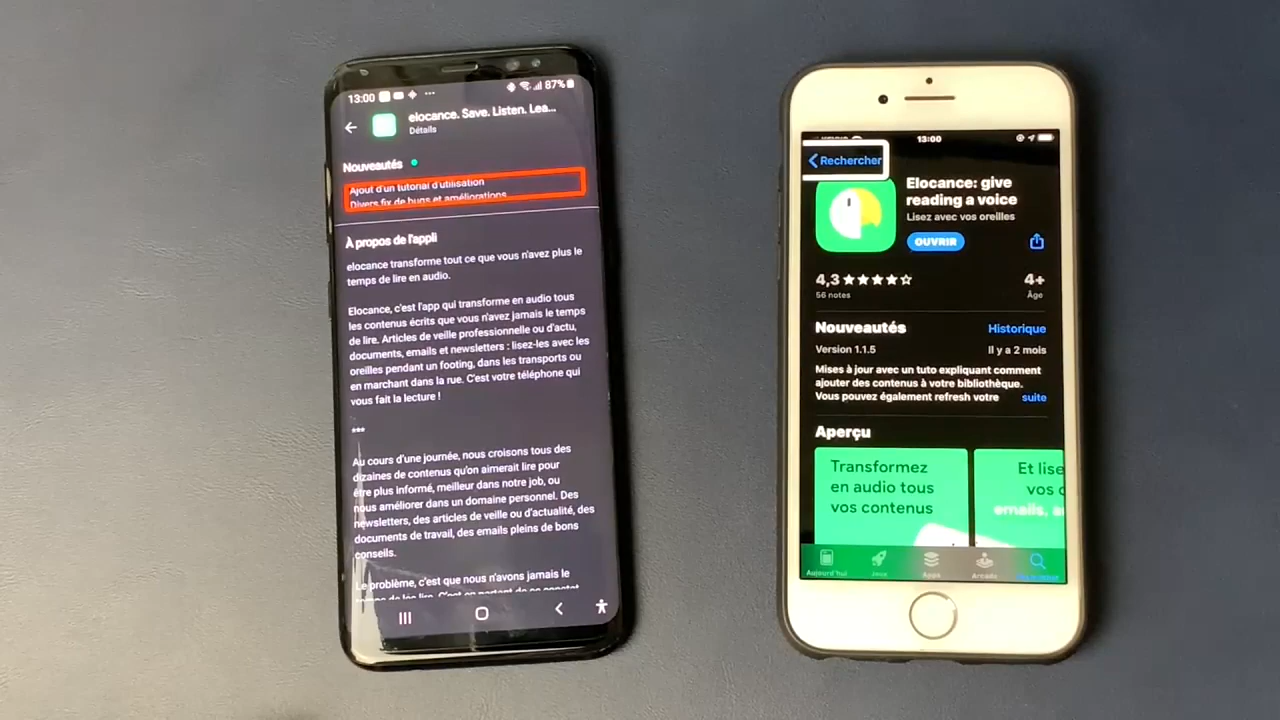 13:00
87%
elocance. Save. Listen. Lea...
Détails
Nouveautés
Ajout d'un tutorial d'utilisation
Divers fix de bugs et améliorations
À propos de l'appli
elocance transforme tout ce que vous n'avez plus le
temps de lire en audio.
Elocance, c'est l'app qui transforme en audio tous
les contenus écrits que vous n'avez jamais le temps
de lire. Articles de veille professionnelle ou d'actu,
documents, emails et newsletters : lisez-les avec les
oreilles pendant un footing, dans les transports ou
en marchant dans la rue. C'est votre téléphone qui
vous fait la lecture !
***
Au cours d'une journée, nous croisons tous des
dizaines de contenus qu'on aimerait lire pour
être plus informé, meilleur dans notre job, ou
nous améliorer dans un domaine personnel. Des
newsletters, des articles de veille ou d'actualité, des
documents de travail, des emails pleins de bons
conseils.
Le problème, c'est que nous n'avons jamais le
13:00
Rechercher
Elocance: give
reading a voice
Lisez avec vos oreilles
OUVRIR
4,3
56 notes
4+
Âge
Nouveautés
Historique
Version 1.1.5
Il y a 2 mois
Mises à jour avec un tuto expliquant comment
ajouter des contenus à votre bibliothèque.
Vous pouvez également refresh votre suite
Aperçu
Transformez
en audio tous
vos contenus
Et lise
vos c
emails, a
Aujourd'hui
Jeux
Apps
Arcade